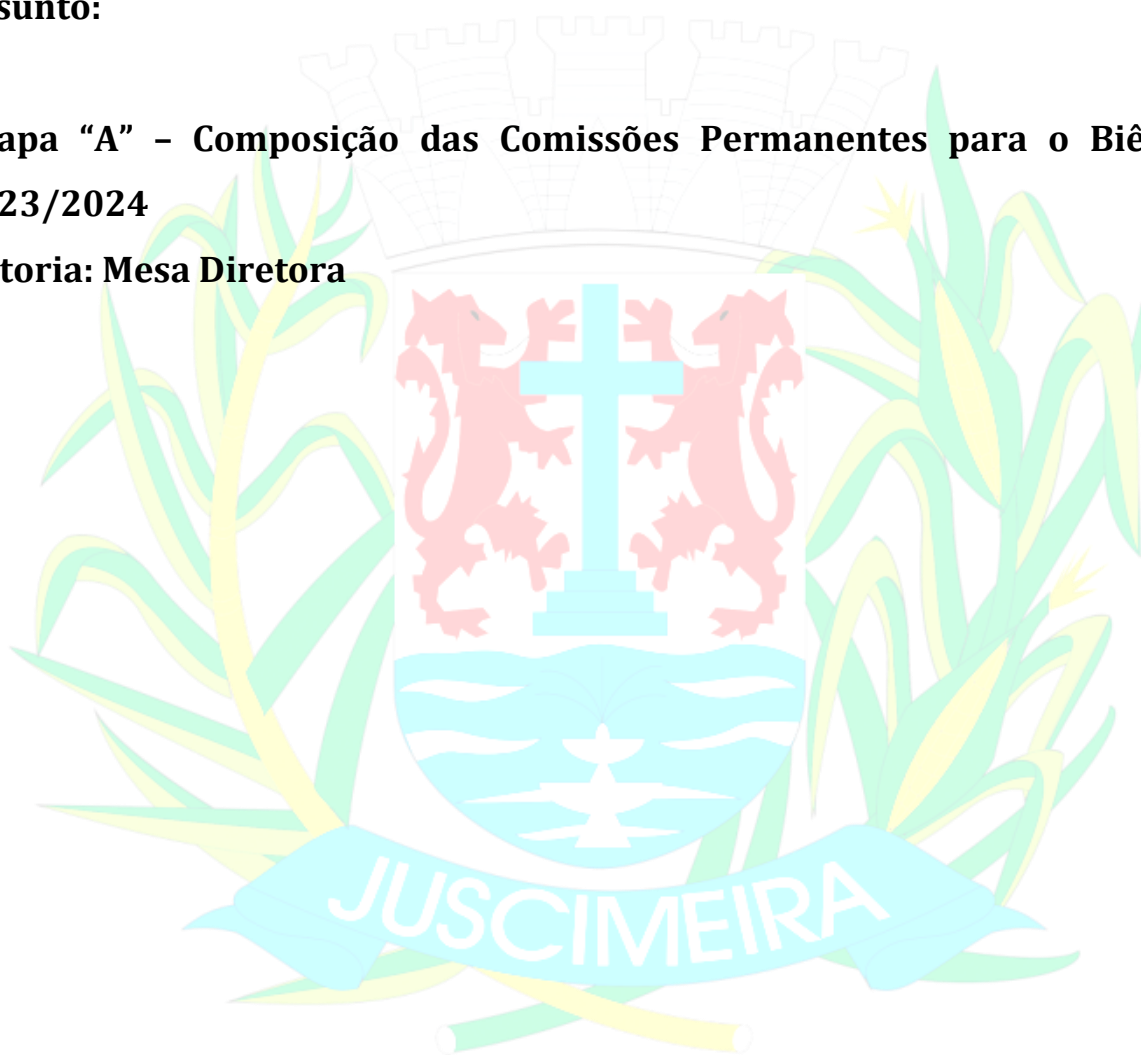 sunto:
apa “A” – Composição das Comissões Permanentes para o Biê
23/2024
toria: Mesa Diretora
JUSCIMEIRA